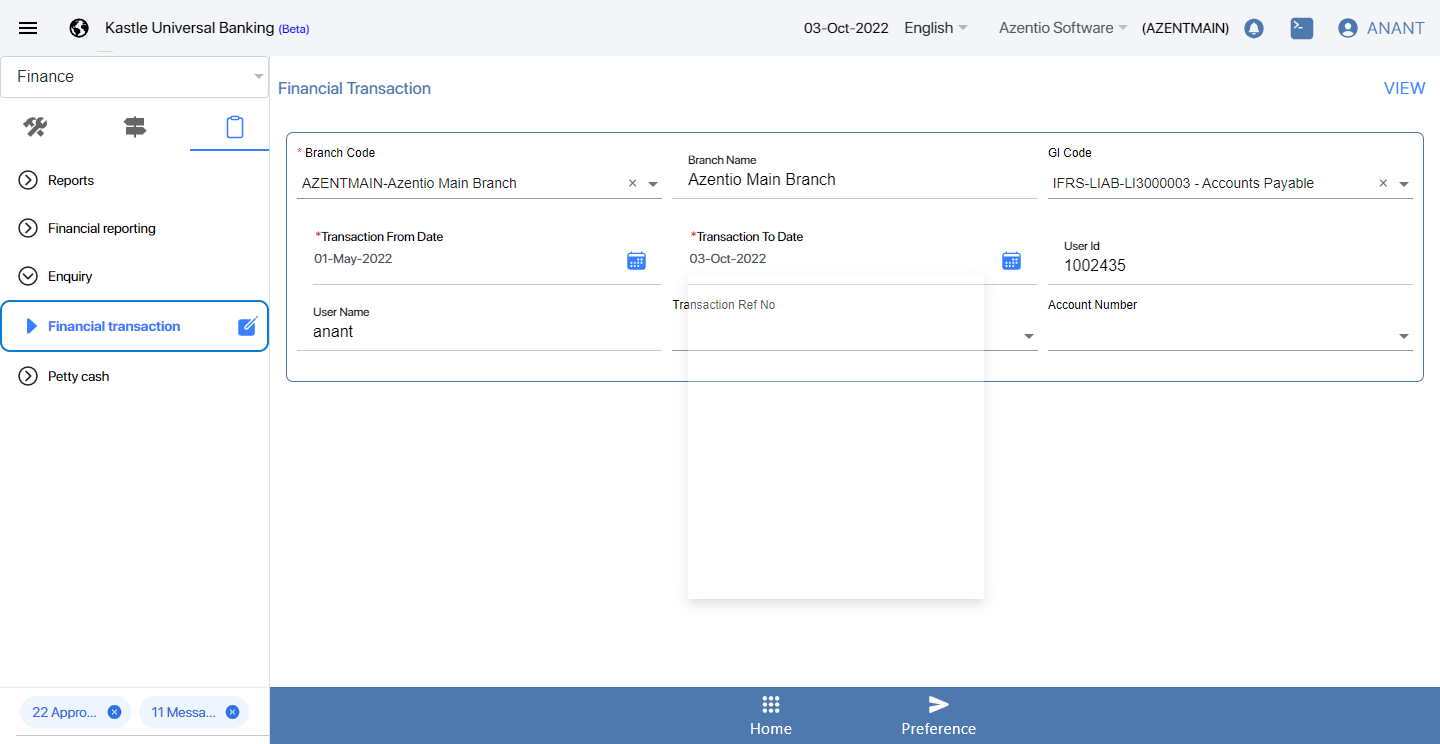 Kastle Universal Banking (Beta)
03-Oct-2022
English
Azentio Software
(AZENTMAIN)
ANANT
Finance
Reports
Financial reporting
Enquiry
Financial transaction
Petty cash
22 Appro...
11 Messa...
Financial Transaction
VIEW
* Branch Code
AZENTMAIN-Azentio Main Branch
Branch Name
Azentio Main Branch
Gl Code
IFRS-LIAB-LI3000003 - Accounts Payable
*Transaction From Date
01-May-2022
*Transaction To Date
03-Oct-2022
User Id
1002435
User Name
anant
Transaction Ref No
Account Number
Home
Preference